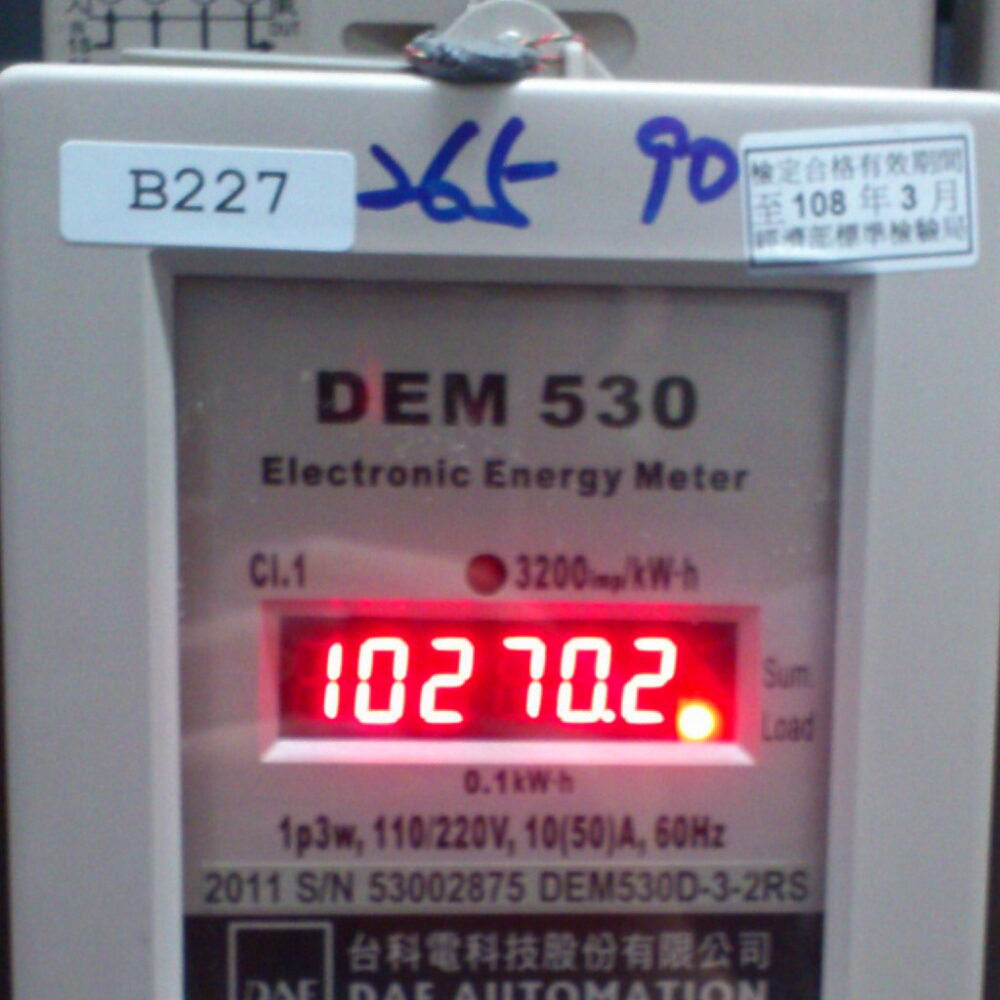 out
B227
265 90
檢定合格有效期間
至 108 年 3 月
經濟部標準檢驗局
DEM 530
Electronic Energy Meter
Cl.1 3200imp/kW·h
10270.2
Sum.
Load
0.1kW·h
1p3w, 110/220V, 10(50)A, 60Hz
2011 S/N 53002875 DEM530D-3-2RS
台科電科技股份有限公司
DAE DAE AUTOMATION